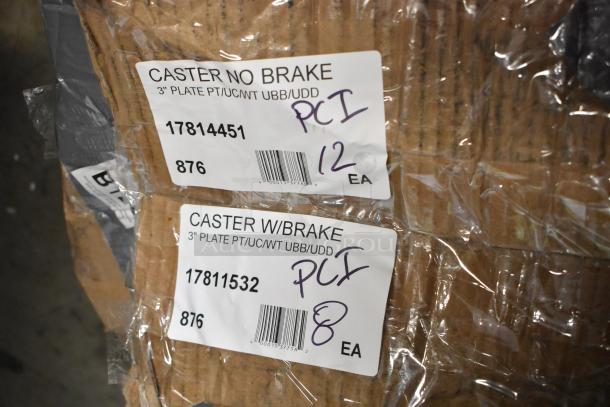 CASTER NO BRAKE
3" PLATE PT/UC/WT UBB/UDD
PCI
17814451
12
876
EA
CASTER W/BRAKE
3" PLATE PT/UC/WT UBB/UDD
PCI
17811532
8
876
EA